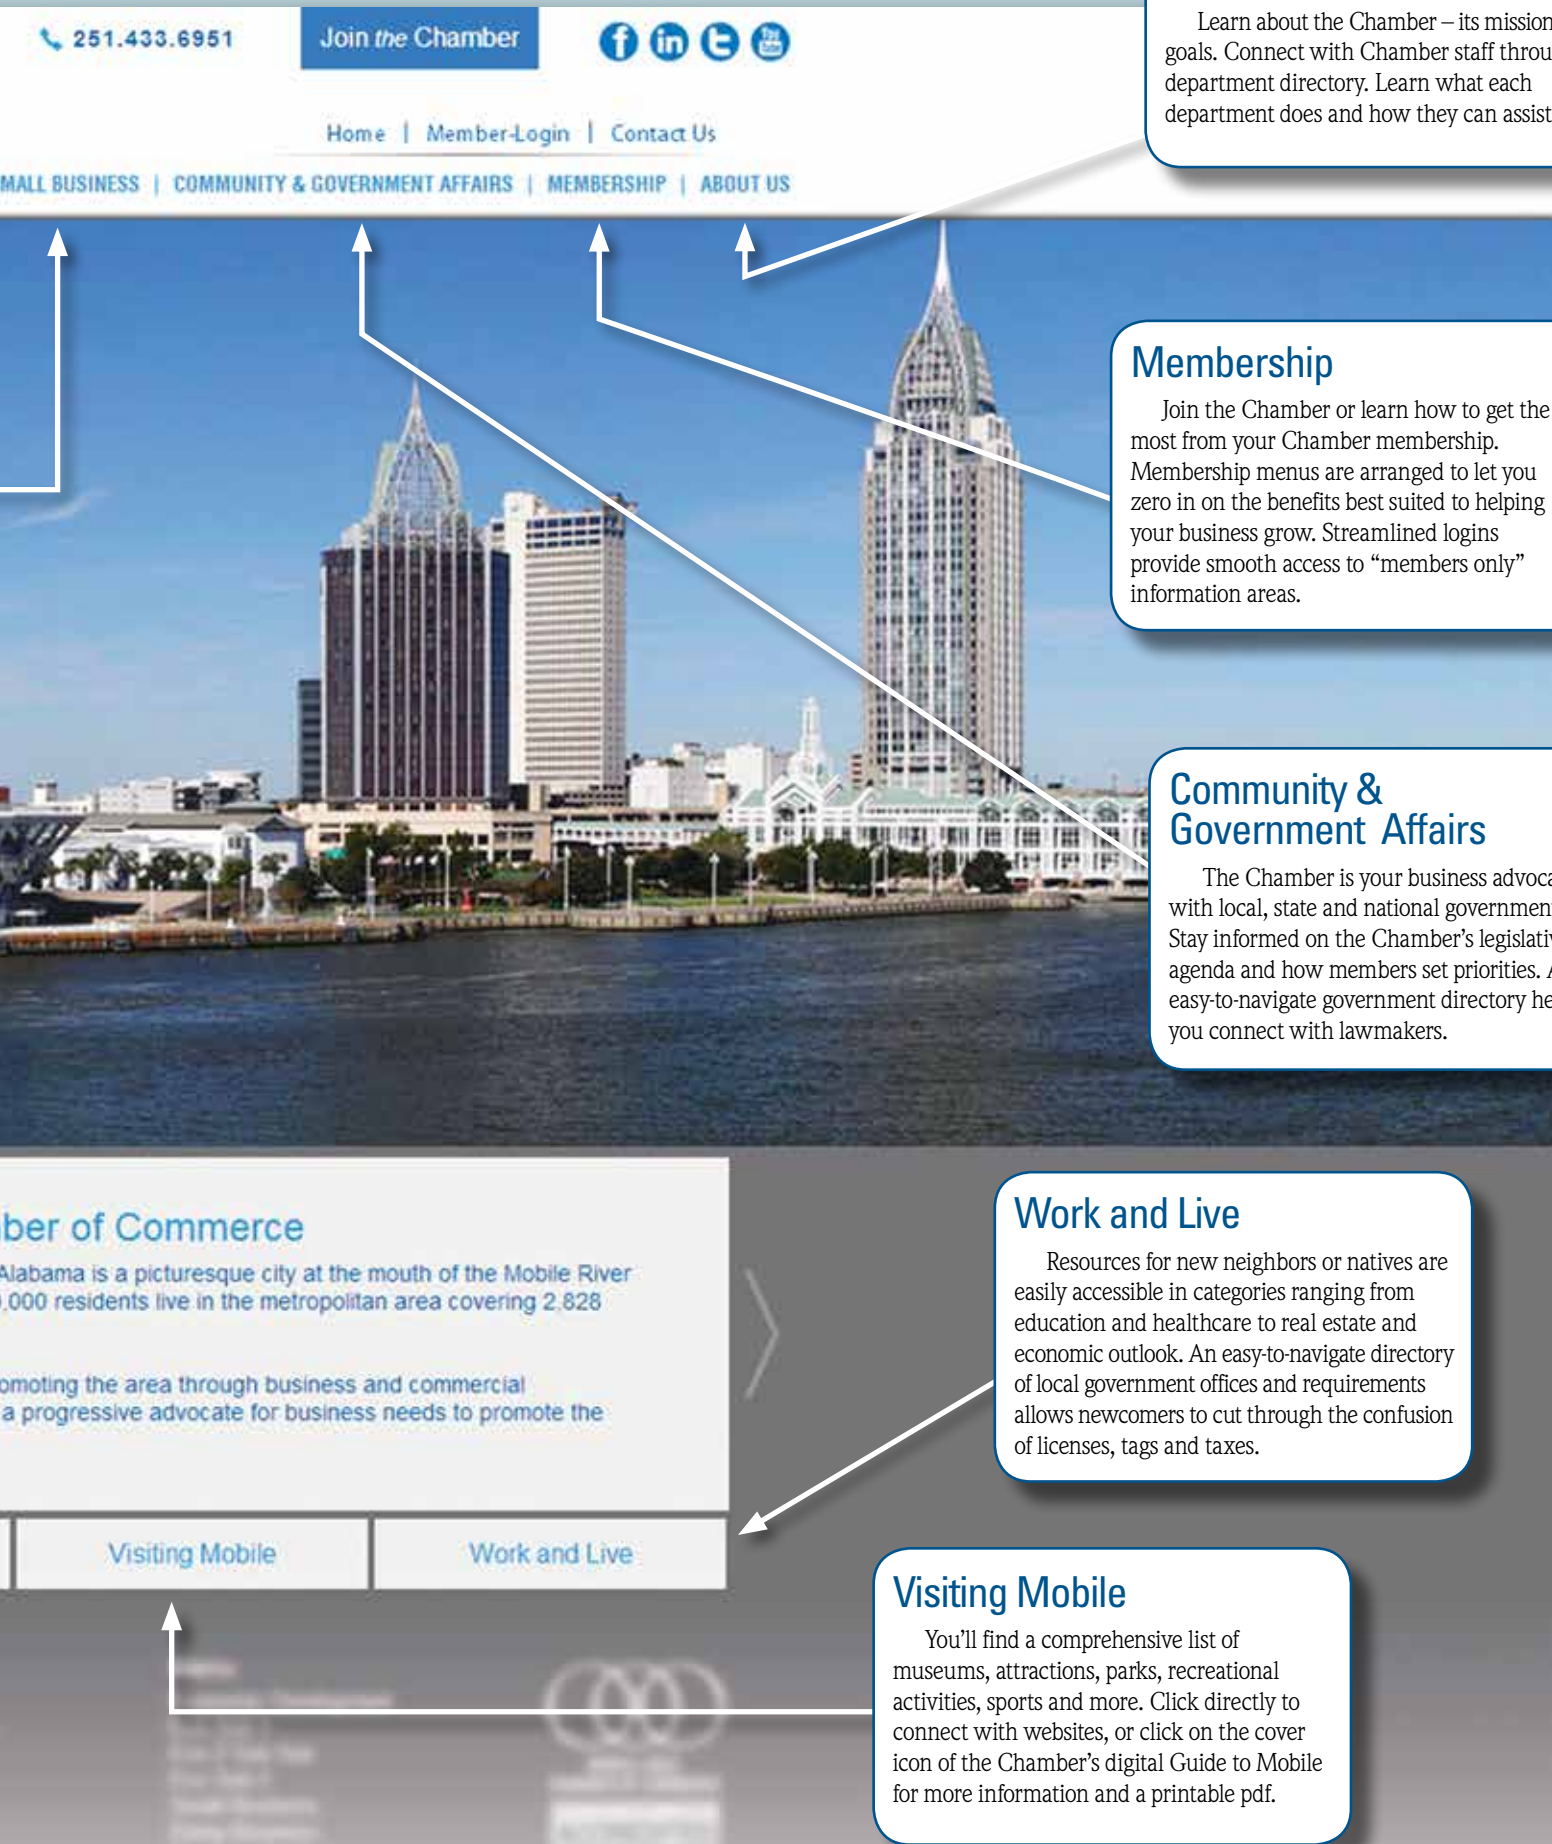 251.433.6951
Join the Chamber
Home | Member-Login | Contact Us
MALL BUSINESS | COMMUNITY & GOVERNMENT AFFAIRS | MEMBERSHIP | ABOUT US
Learn about the Chamber – its mission
goals. Connect with Chamber staff throu
department directory. Learn what each
department does and how they can assist
Membership
Join the Chamber or learn how to get the
most from your Chamber membership.
Membership menus are arranged to let you
zero in on the benefits best suited to helping
your business grow. Streamlined logins
provide smooth access to “members only”
information areas.
Community &
Government Affairs
The Chamber is your business advoca
with local, state and national governmen
Stay informed on the Chamber’s legislativ
agenda and how members set priorities. A
easy-to-navigate government directory he
you connect with lawmakers.
ber of Commerce
Alabama is a picturesque city at the mouth of the Mobile River
,000 residents live in the metropolitan area covering 2,828
omoting the area through business and commercial
a progressive advocate for business needs to promote the
Work and Live
Resources for new neighbors or natives are
easily accessible in categories ranging from
education and healthcare to real estate and
economic outlook. An easy-to-navigate directory
of local government offices and requirements
allows newcomers to cut through the confusion
of licenses, tags and taxes.
Visiting Mobile
Work and Live
Visiting Mobile
You’ll find a comprehensive list of
museums, attractions, parks, recreational
activities, sports and more. Click directly to
connect with websites, or click on the cover
icon of the Chamber’s digital Guide to Mobile
for more information and a printable pdf.